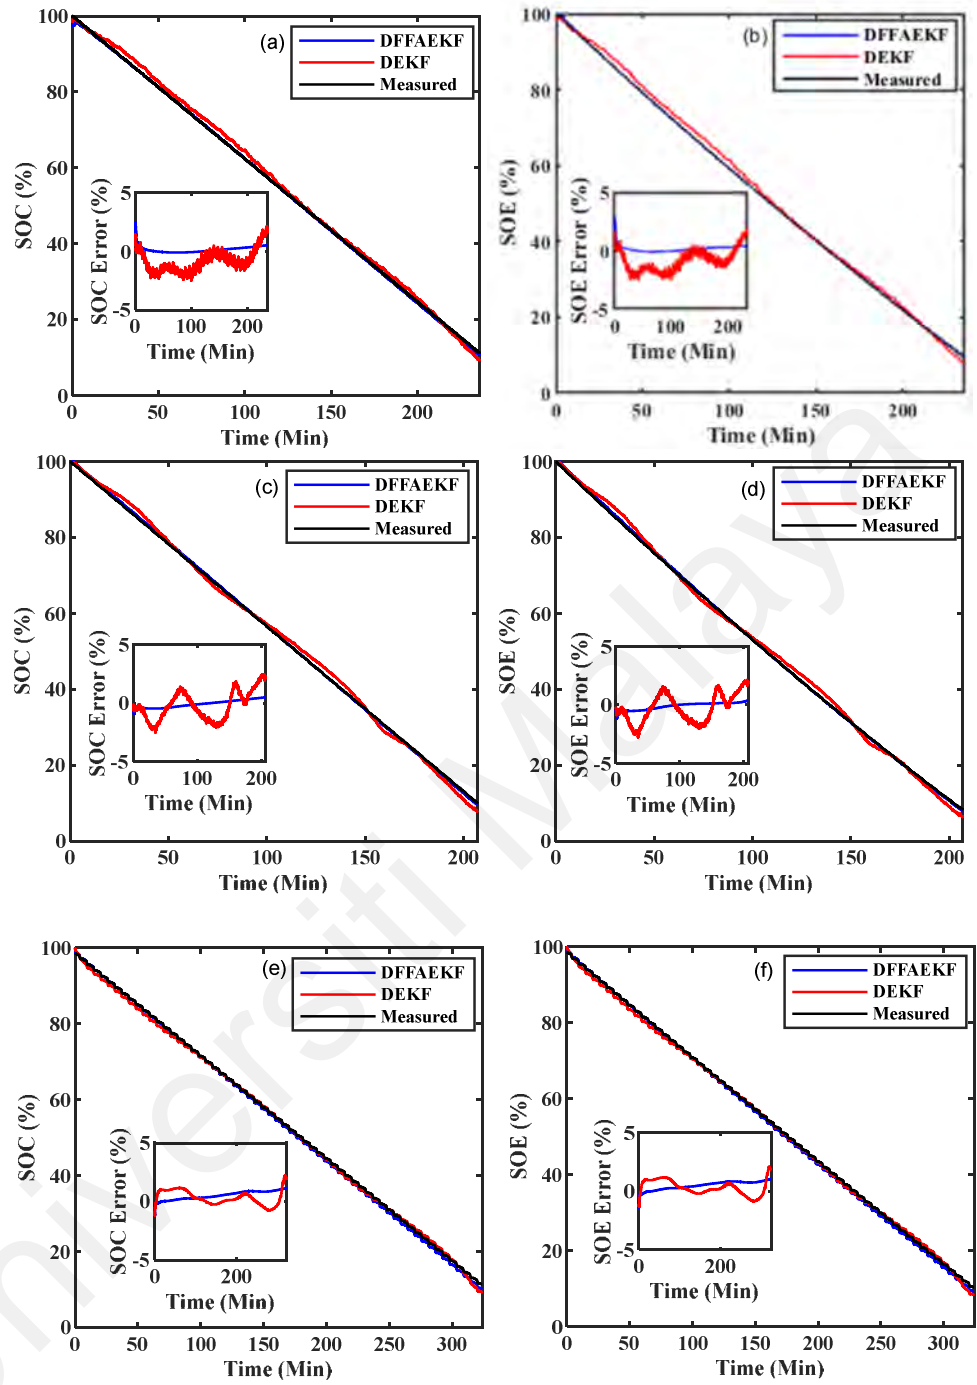 (a)
DFFAEKF
DEKF
Measured
SOC (%)
100
80
60
40
20
0
SOC Error (%)
5
0
-5
0 100 200
Time (Min)
0 50 100 150 200
Time (Min)
(b)
DFFAEKF
DEKF
Measured
SOE (%)
100
80
60
40
20
0
SOE Error (%)
5
0
-5
0 100 200
Time (Min)
0 50 100 150 200
Time (Min)
(c)
DFFAEKF
DEKF
Measured
SOC (%)
100
80
60
40
20
0
SOC Error (%)
5
0
-5
0 100 200
Time (Min)
0 50 100 150 200
Time (Min)
(d)
DFFAEKF
DEKF
Measured
SOE (%)
100
80
60
40
20
0
SOE Error (%)
5
0
-5
0 100 200
Time (Min)
0 50 100 150 200
Time (Min)
(e)
DFFAEKF
DEKF
Measured
SOC (%)
100
80
60
40
20
0
SOC Error (%)
5
0
-5
0 200
Time (Min)
0 50 100 150 200 250 300
Time (Min)
(f)
DFFAEKF
DEKF
Measured
SOE (%)
100
80
60
40
20
0
SOE Error (%)
5
0
-5
0 200
Time (Min)
0 50 100 150 200 250 300
Time (Min)
Universiti Malaya